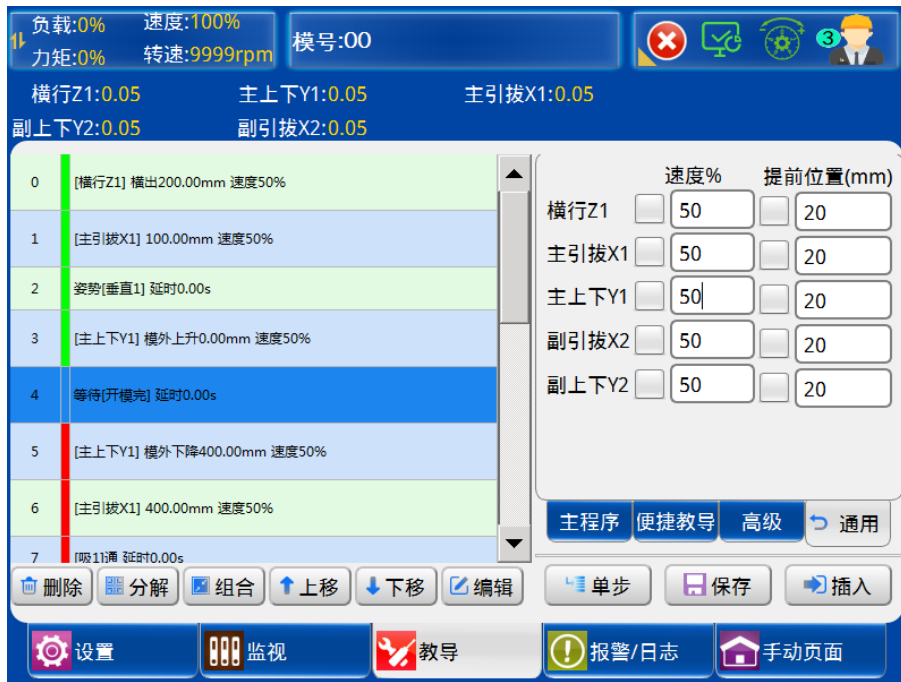 负载:0% 速度:100%
力矩:0% 转速:9999rpm
模号:00
3
横行Z1:0.05 主上下Y1:0.05 主引拔X1:0.05
副上下Y2:0.05 副引拔X2:0.05
0 [横行Z1] 横出200.00mm 速度50%
1 [主引拔X1] 100.00mm 速度50%
2 姿势[垂直1] 延时0.00s
3 [主上下Y1] 模外上升0.00mm 速度50%
4 等待[开模完] 延时0.00s
5 [主上下Y1] 模外下降400.00mm 速度50%
6 [主引拔X1] 400.00mm 速度50%
7 [吸1]通 延时0.00s
速度% 提前位置(mm)
横行Z1 50 20
主引拔X1 50 20
主上下Y1 50 20
副引拔X2 50 20
副上下Y2 50 20
主程序 便捷教导 高级 通用
删除 分解 组合 上移 下移 编辑 单步 保存 插入
设置 监视 教导 报警/日志 手动页面